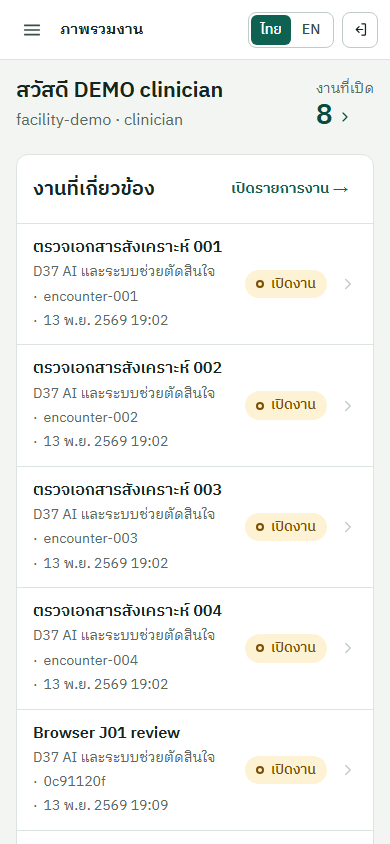 ภาพรวมงาน
ไทย EN
สวัสดี DEMO clinician
facility-demo · clinician
งานที่เปิด
8
งานที่เกี่ยวข้อง
เปิดรายการงาน →
ตรวจเอกสารสังเคราะห์ 001
D37 AI และระบบช่วยตัดสินใจ
· encounter-001
· 13 พ.ย. 2569 19:02
เปิดงาน
ตรวจเอกสารสังเคราะห์ 002
D37 AI และระบบช่วยตัดสินใจ
· encounter-002
· 13 พ.ย. 2569 19:02
เปิดงาน
ตรวจเอกสารสังเคราะห์ 003
D37 AI และระบบช่วยตัดสินใจ
· encounter-003
· 13 พ.ย. 2569 19:02
เปิดงาน
ตรวจเอกสารสังเคราะห์ 004
D37 AI และระบบช่วยตัดสินใจ
· encounter-004
· 13 พ.ย. 2569 19:02
เปิดงาน
Browser J01 review
D37 AI และระบบช่วยตัดสินใจ
· 0c91120f
· 13 พ.ย. 2569 19:09
เปิดงาน